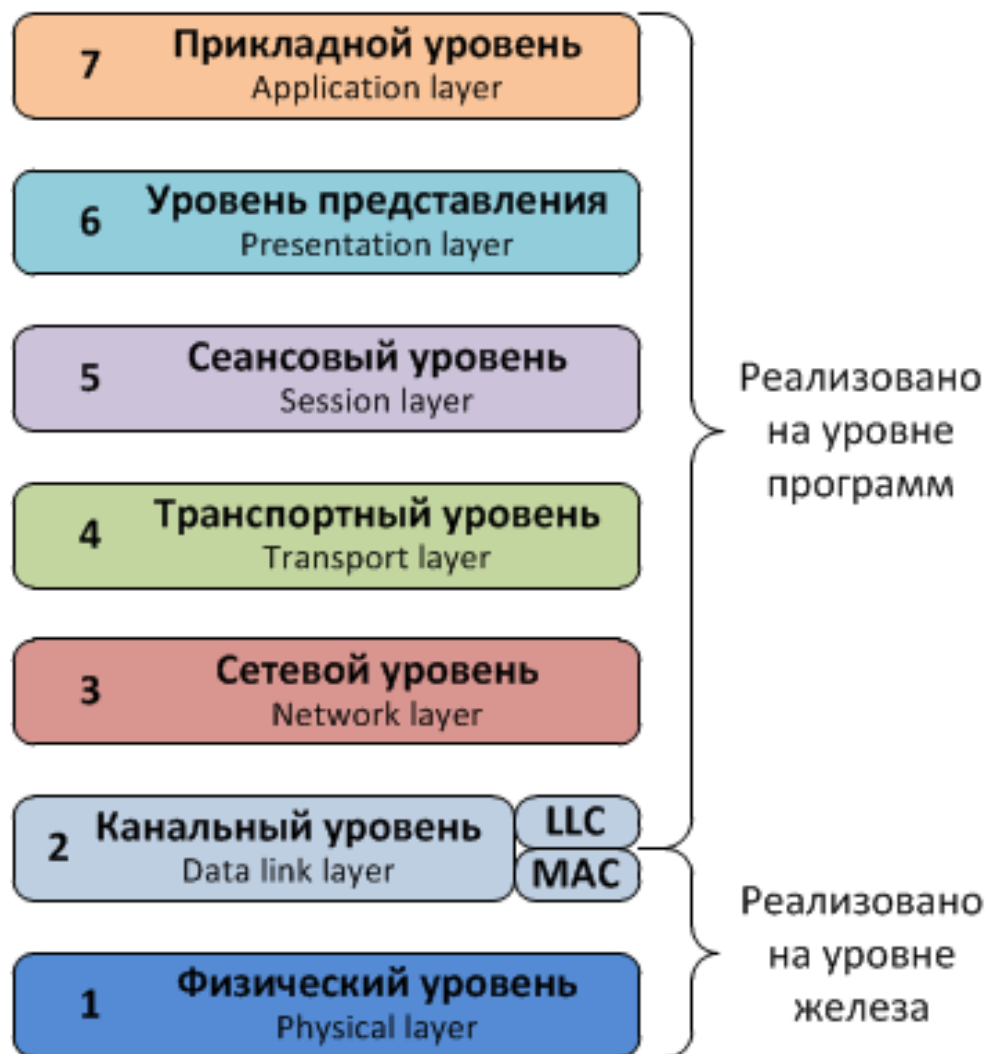 7 Прикладной уровень
Application layer
6 Уровень представления
Presentation layer
5 Сеансовый уровень
Session layer
4 Транспортный уровень
Transport layer
3 Сетевой уровень
Network layer
2 Канальный уровень
Data link layer
LLC
MAC
1 Физический уровень
Physical layer
Реализовано
на уровне
программ
Реализовано
на уровне
железа